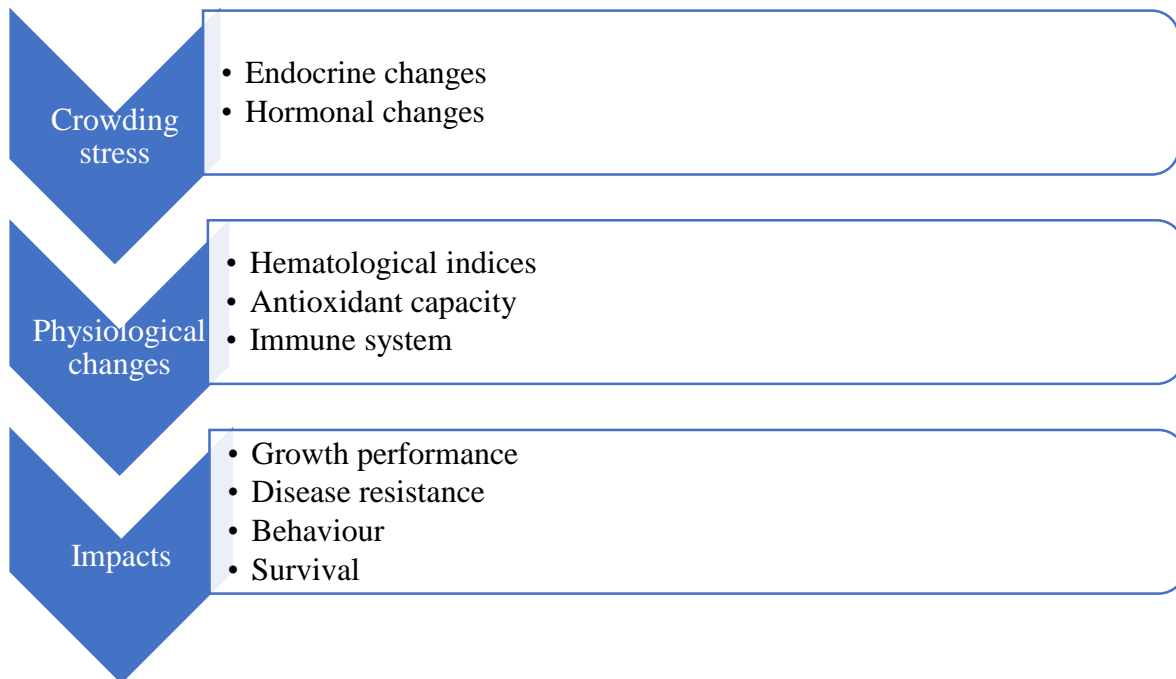 Crowding
stress
• Endocrine changes
• Hormonal changes
Physiological
changes
• Hematological indices
• Antioxidant capacity
• Immune system
Impacts
• Growth performance
• Disease resistance
• Behaviour
• Survival